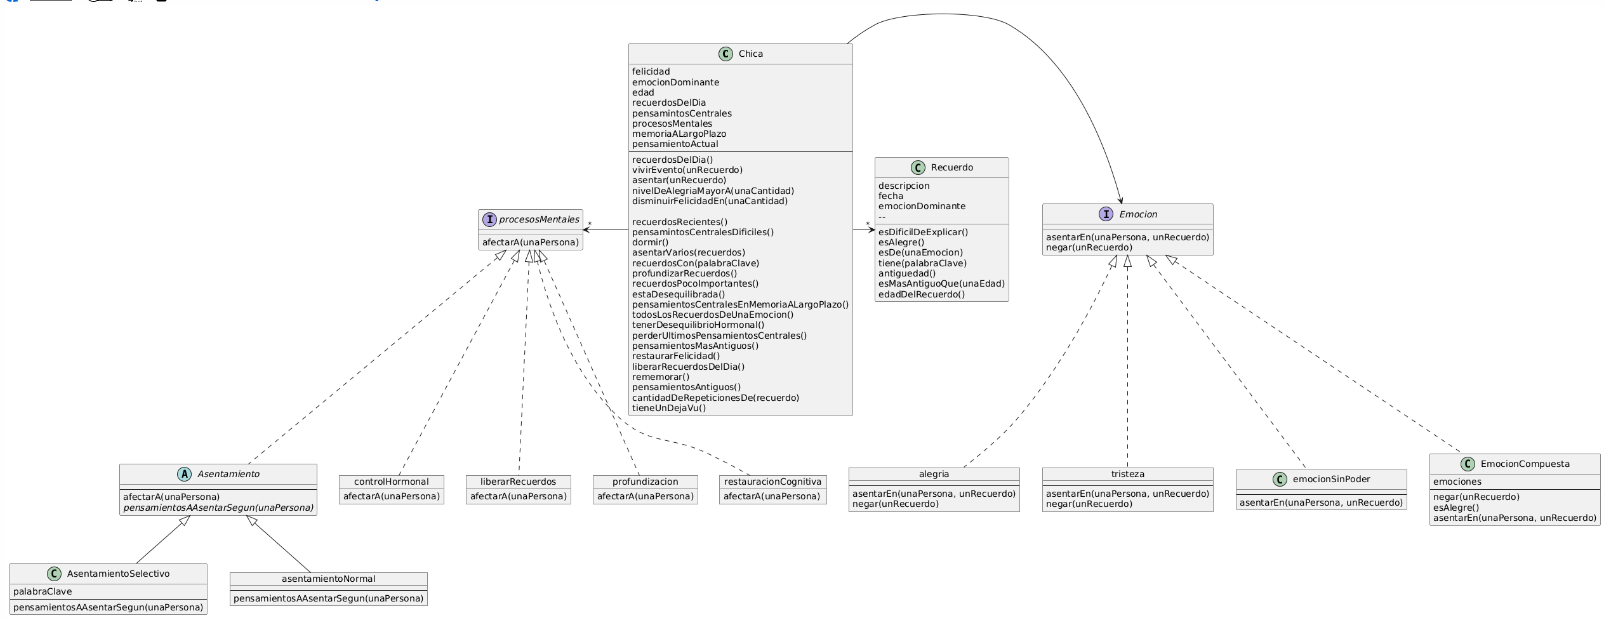 C Chica
felicidad
emocionDominante
edad
recuerdosDelDia
pensamintosCentrales
procesosMentales
memoriaALargoPlazo
pensamientoActual
recuerdosDelDia()
vivirEvento(unRecuerdo)
asentar(unRecuerdo)
nivelDeAlegriaMayorA(unaCantidad)
disminuirFelicidadEn(unaCantidad)
recuerdosRecientes()
pensamientosCentralesDificiles()
dormir()
asentarVarios(recuerdos)
recuerdosCon(palabraClave)
profundizarRecuerdos()
recuerdosPocoImportantes()
estaDesequilibrada()
pensamientosCentralesEnMemoriaALargoPlazo()
todosLosRecuerdosDeUnaEmocion()
tenerDesequilibrioHormonal()
perderUltimosPensamientosCentrales()
pensamientosMasAntiguos()
restaurarFelicidad()
liberarRecuerdosDelDia()
rememorar()
pensamientosAntiguos()
cantidadDeRepeticionesDe(recuerdo)
tieneUnDejaVu()
I procesosMentales
afectarA(unaPersona)
*
*
C Recuerdo
descripcion
fecha
emocionDominante
--
esDificilDeExplicar()
esAlegre()
esDe(unaEmocion)
tiene(palabraClave)
antiguedad()
esMasAntiguoQue(unaEdad)
edadDelRecuerdo()
I Emocion
asentarEn(unaPersona, unRecuerdo)
negar(unRecuerdo)
A Asentamiento
afectarA(unaPersona)
pensamientosAAsentarSegun(unaPersona)
controlHormonal
afectarA(unaPersona)
liberarRecuerdos
afectarA(unaPersona)
profundizacion
afectarA(unaPersona)
restauracionCognitiva
afectarA(unaPersona)
alegria
asentarEn(unaPersona, unRecuerdo)
negar(unRecuerdo)
tristeza
asentarEn(unaPersona, unRecuerdo)
negar(unRecuerdo)
C emocionSinPoder
asentarEn(unaPersona, unRecuerdo)
C EmocionCompuesta
emociones
negar(unRecuerdo)
esAlegre()
asentarEn(unaPersona, unRecuerdo)
C AsentamientoSelectivo
palabraClave
pensamientosAAsentarSegun(unaPersona)
asentamientoNormal
pensamientosAAsentarSegun(unaPersona)